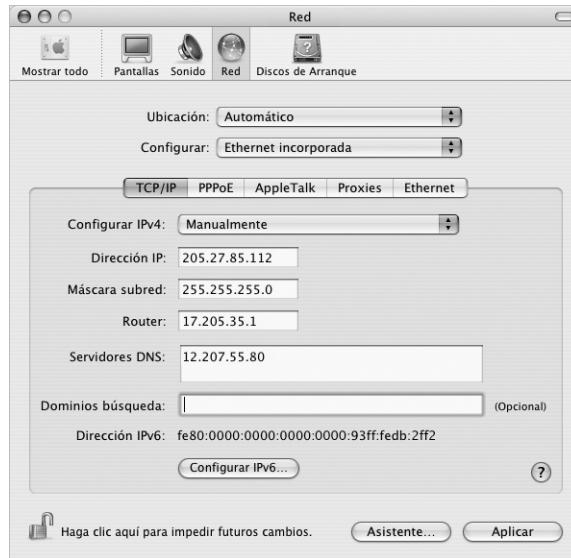 Red
Mostrar todo Pantallas Sonido Red Discos de Arranque
Ubicación: Automático
Configurar: Ethernet incorporada
TCP/IP PPPoE AppleTalk Proxies Ethernet
Configurar IPv4: Manualmente
Dirección IP: 205.27.85.112
Máscara subred: 255.255.255.0
Router: 17.205.35.1
Servidores DNS: 12.207.55.80
Dominios búsqueda: (Opcional)
Dirección IPv6: fe80:0000:0000:0000:0000:93ff:fedb:2ff2
Configurar IPv6...
?
Haga clic aquí para impedir futuros cambios. Asistente... Aplicar